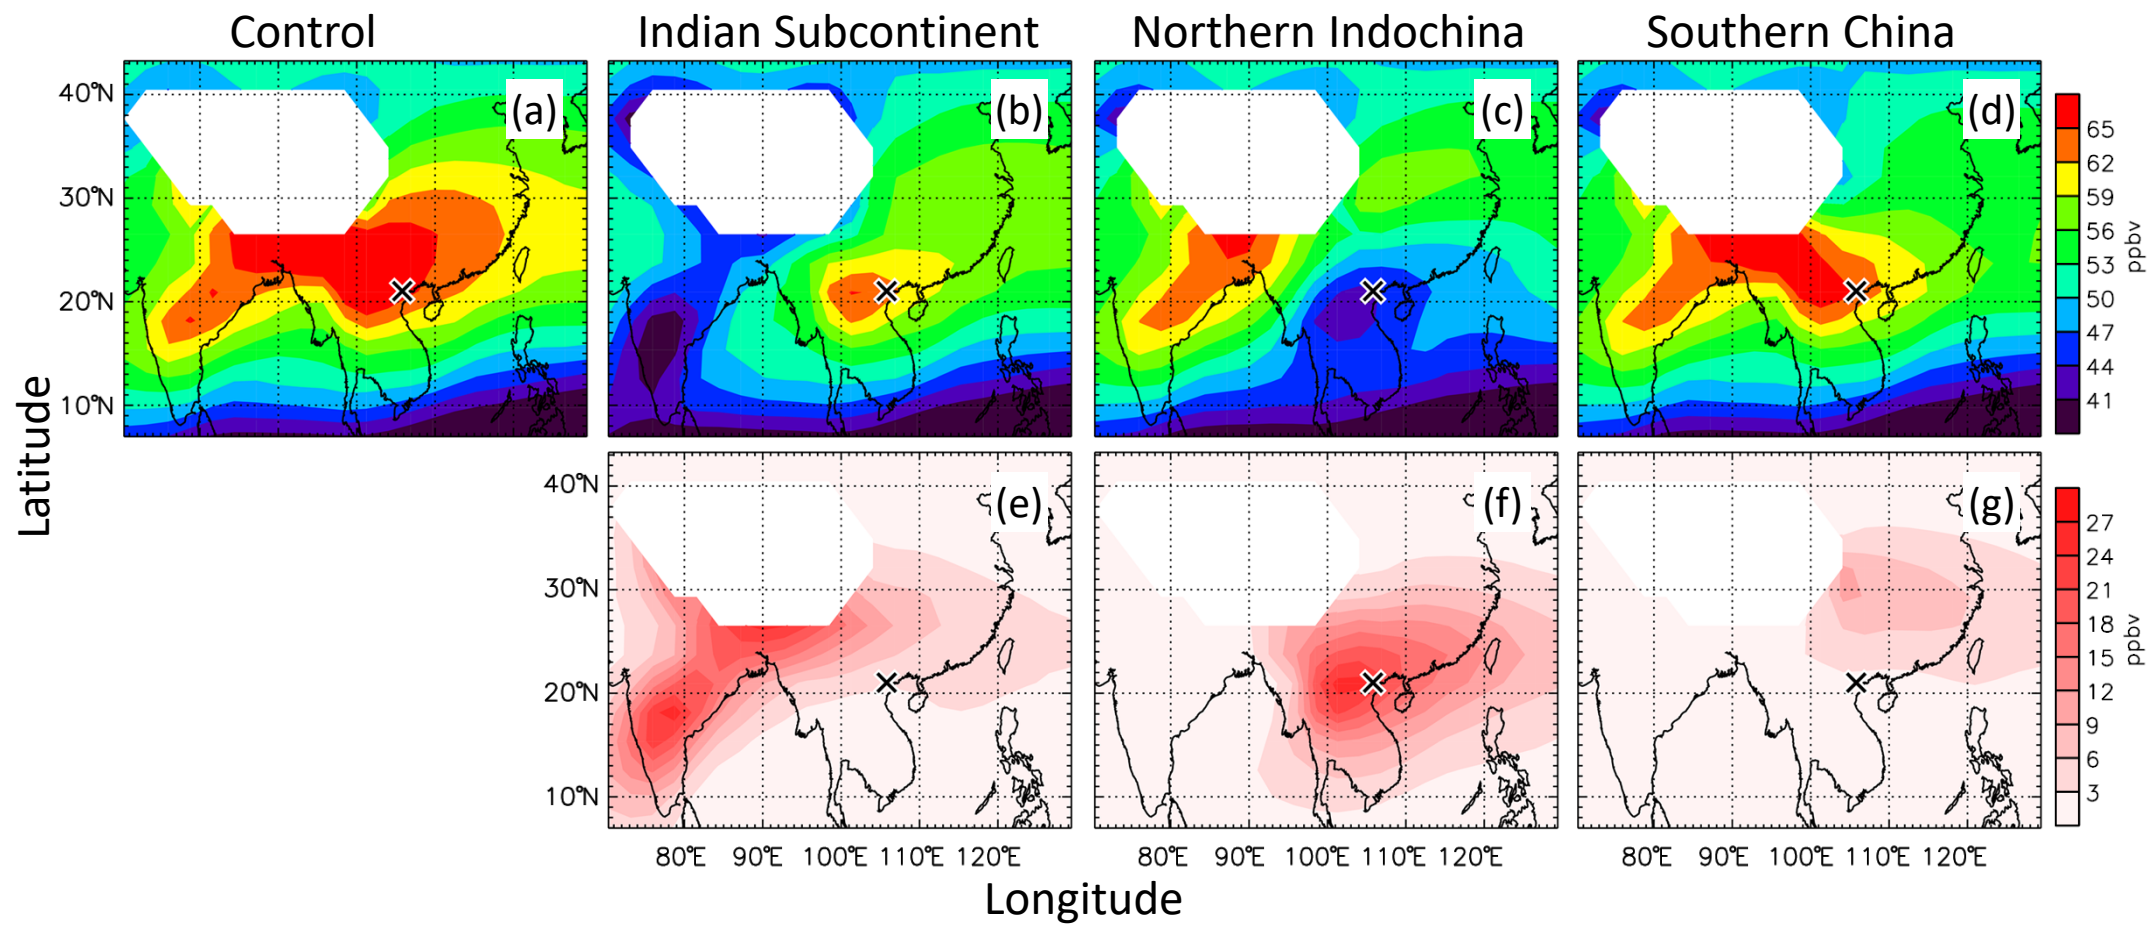 Control Indian Subcontinent Northern Indochina Southern China
(a) (b) (c) (d)
40°N
30°N
20°N
10°N
65
62
59
56
53
50
47
44
41
ppbv
Latitude
(e) (f) (g)
40°N
30°N
20°N
10°N
27
24
21
18
15
12
9
6
3
ppbv
80°E 90°E 100°E 110°E 120°E 80°E 90°E 100°E 110°E 120°E 80°E 90°E 100°E 110°E 120°E
Longitude